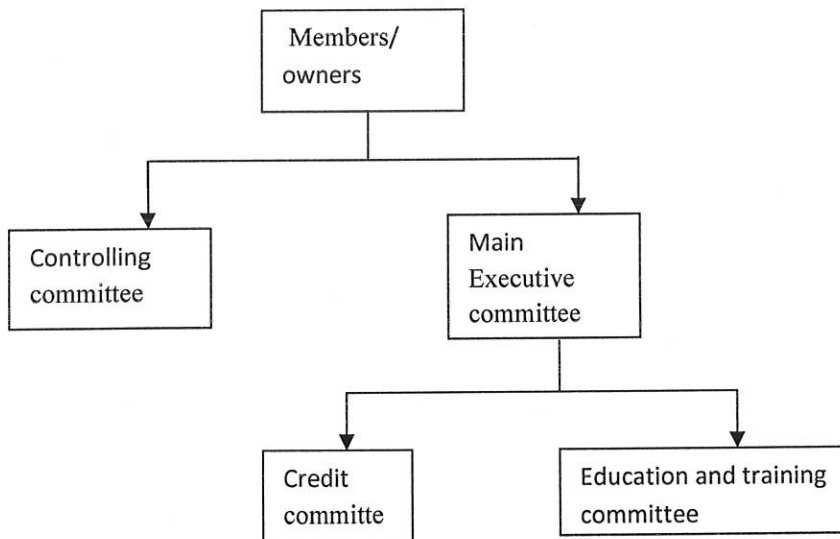 Members/
owners
Controlling
committee
Main
Executive
committee
Credit
committe
Education and training
committee